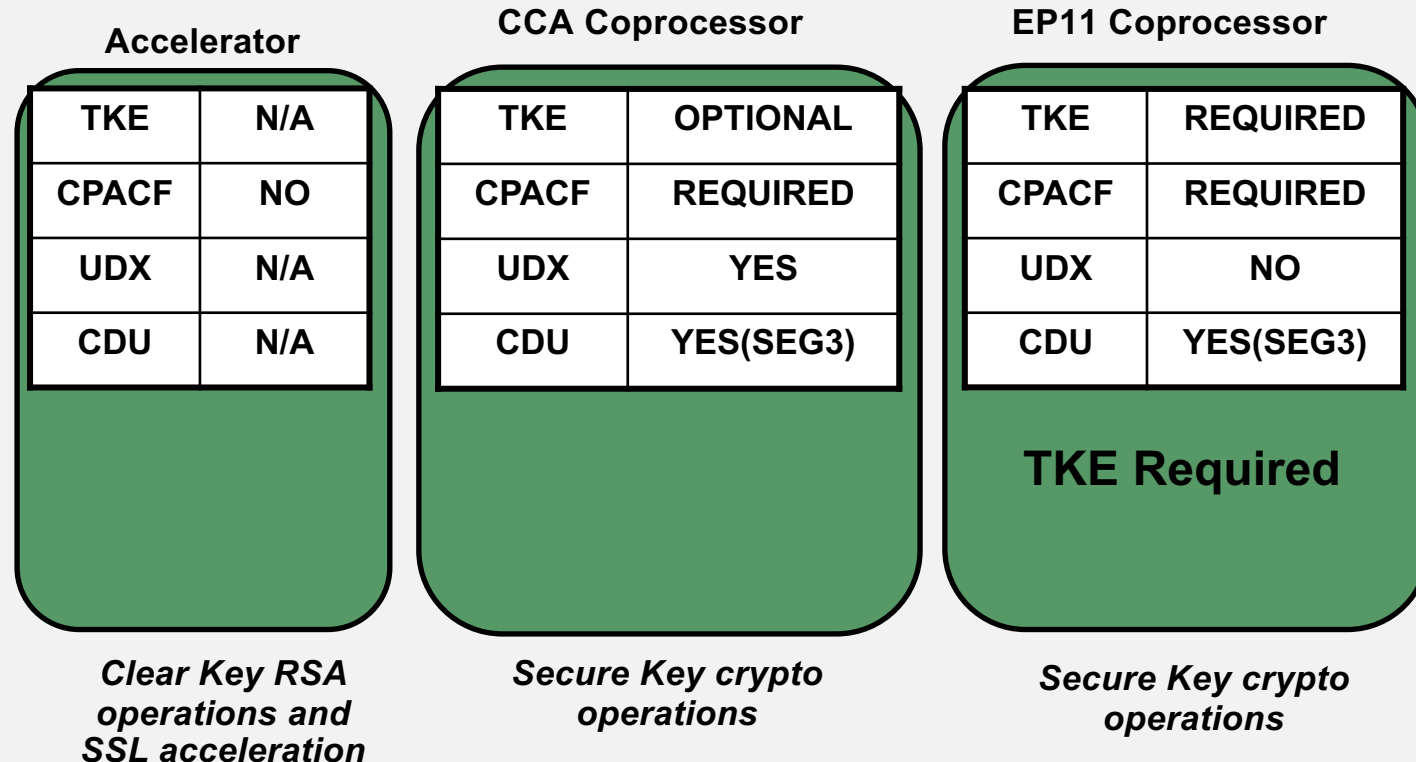 Accelerator
TKE N/A
CPACF NO
UDX N/A
CDU N/A
Clear Key RSA
operations and
SSL acceleration
CCA Coprocessor
TKE OPTIONAL
CPACF REQUIRED
UDX YES
CDU YES(SEG3)
Secure Key crypto
operations
EP11 Coprocessor
TKE REQUIRED
CPACF REQUIRED
UDX NO
CDU YES(SEG3)
TKE Required
Secure Key crypto
operations